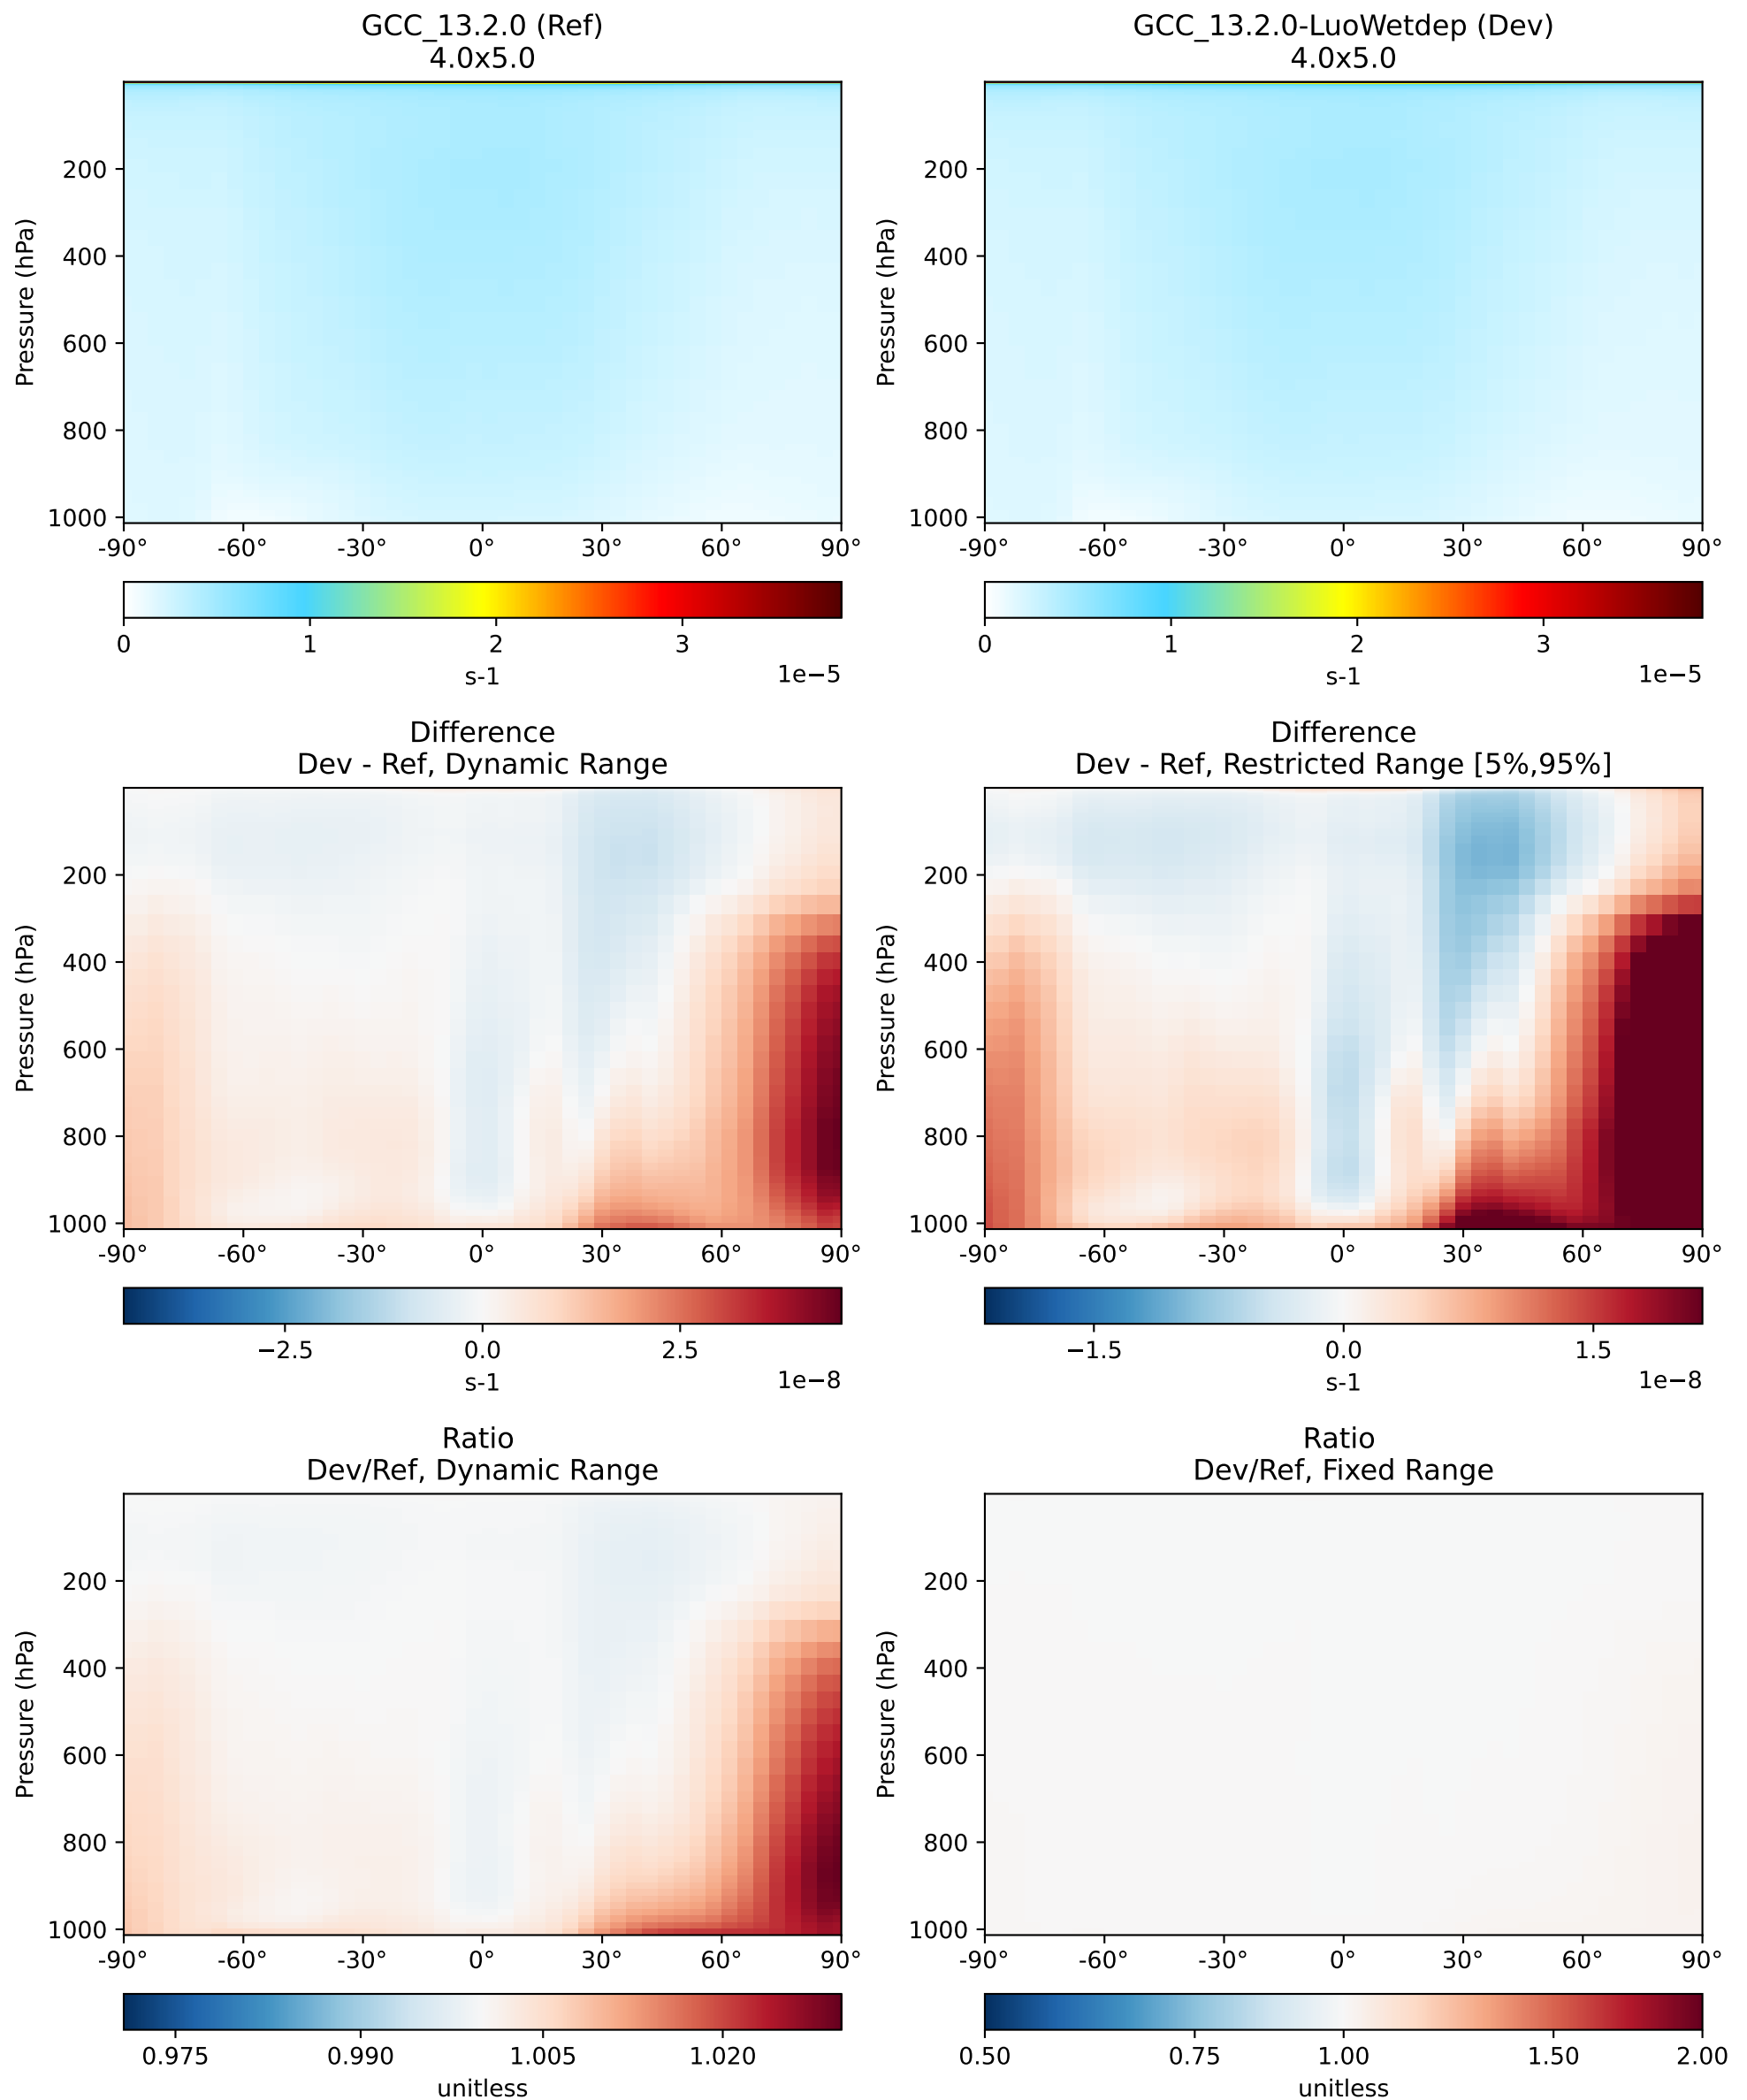 GCC_13.2.0 (Ref)
4.0x5.0
Pressure (hPa)
200
400
600
800
1000
-90° -60° -30° 0° 30° 60° 90°
0 1 2 3
s-1
1e−5
GCC_13.2.0-LuoWetdep (Dev)
4.0x5.0
Pressure (hPa)
200
400
600
800
1000
-90° -60° -30° 0° 30° 60° 90°
0 1 2 3
s-1
1e−5
Difference
Dev - Ref, Dynamic Range
Pressure (hPa)
200
400
600
800
1000
-90° -60° -30° 0° 30° 60° 90°
−2.5 0.0 2.5
s-1
1e−8
Difference
Dev - Ref, Restricted Range [5%,95%]
Pressure (hPa)
200
400
600
800
1000
-90° -60° -30° 0° 30° 60° 90°
−1.5 0.0 1.5
s-1
1e−8
Ratio
Dev/Ref, Dynamic Range
Pressure (hPa)
200
400
600
800
1000
-90° -60° -30° 0° 30° 60° 90°
0.975 0.990 1.005 1.020
unitless
Ratio
Dev/Ref, Fixed Range
Pressure (hPa)
200
400
600
800
1000
-90° -60° -30° 0° 30° 60° 90°
0.50 0.75 1.00 1.50 2.00
unitless